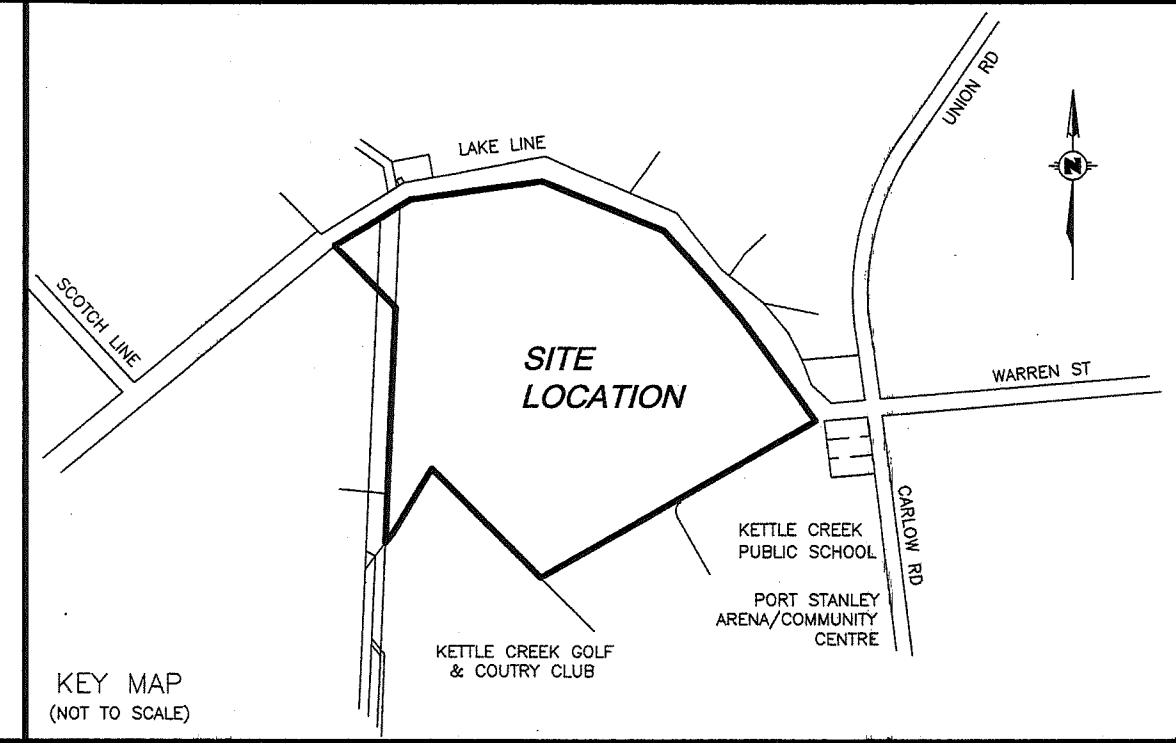 UNION RD
LAKE LINE
N
SCOTCH LINE
SITE
LOCATION
WARREN ST
CARLOW RD
KETTLE CREEK
PUBLIC SCHOOL
PORT STANLEY
ARENA/COMMUNITY
CENTRE
KETTLE CREEK GOLF
& COUTRY CLUB
KEY MAP
(NOT TO SCALE)